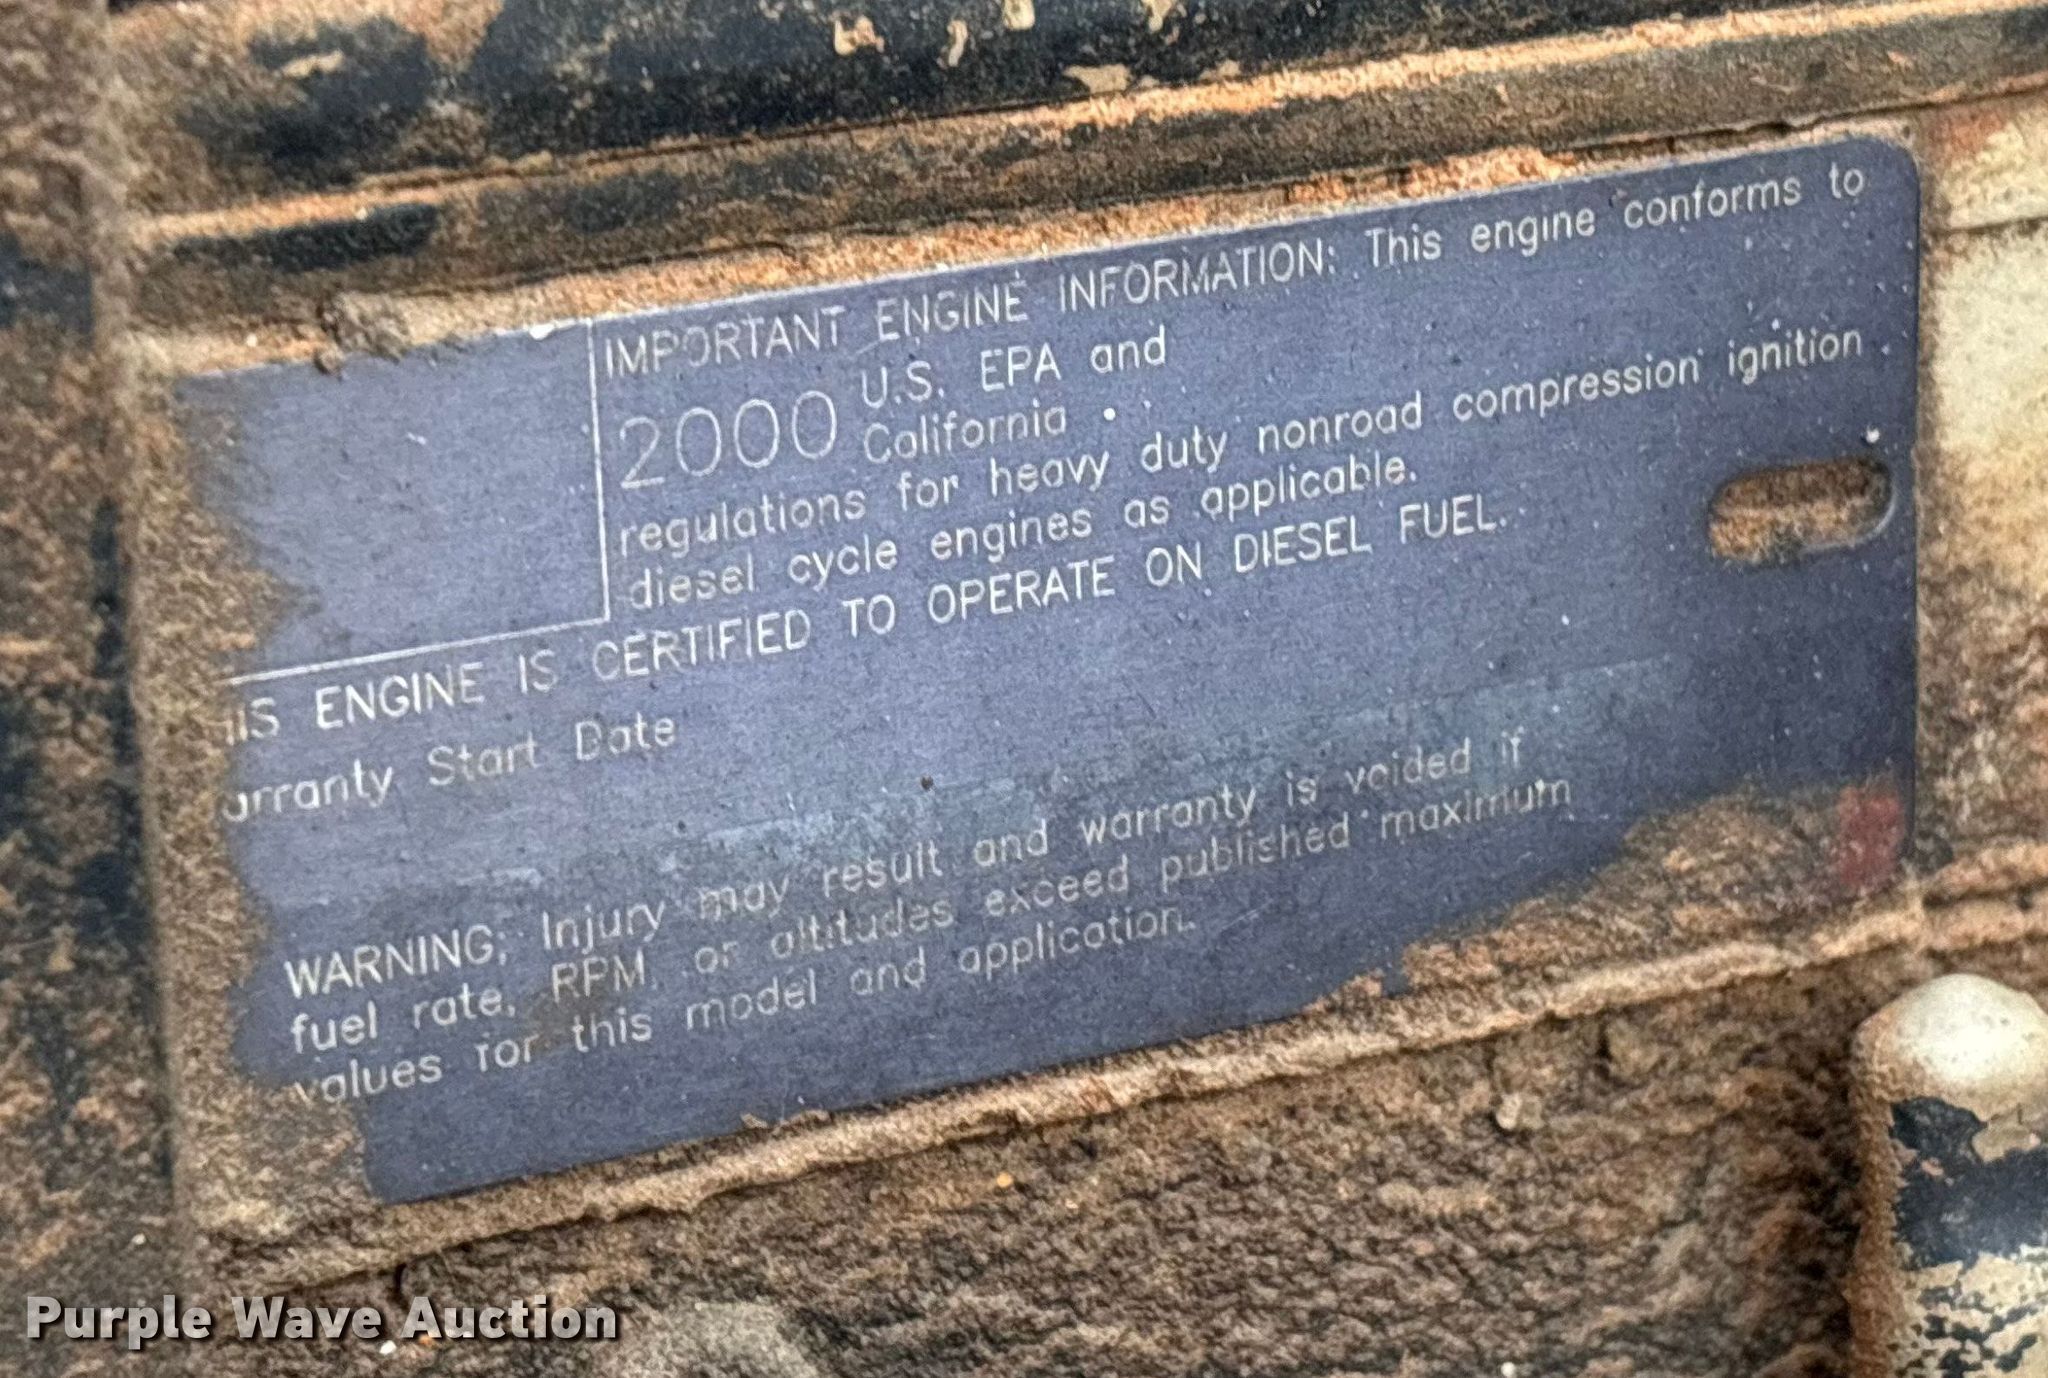 IMPORTANT ENGINE INFORMATION: This engine conforms to
2000 U.S. EPA and
California
regulations for heavy duty nonroad compression ignition
diesel cycle engines as applicable.
IS ENGINE IS CERTIFIED TO OPERATE ON DIESEL FUEL.
arranty Start Date
WARNING; Injury may result and warranty is voided if
fuel rate, RPM, or altitudes exceed published maximum
values for this model and application.
Purple Wave Auction